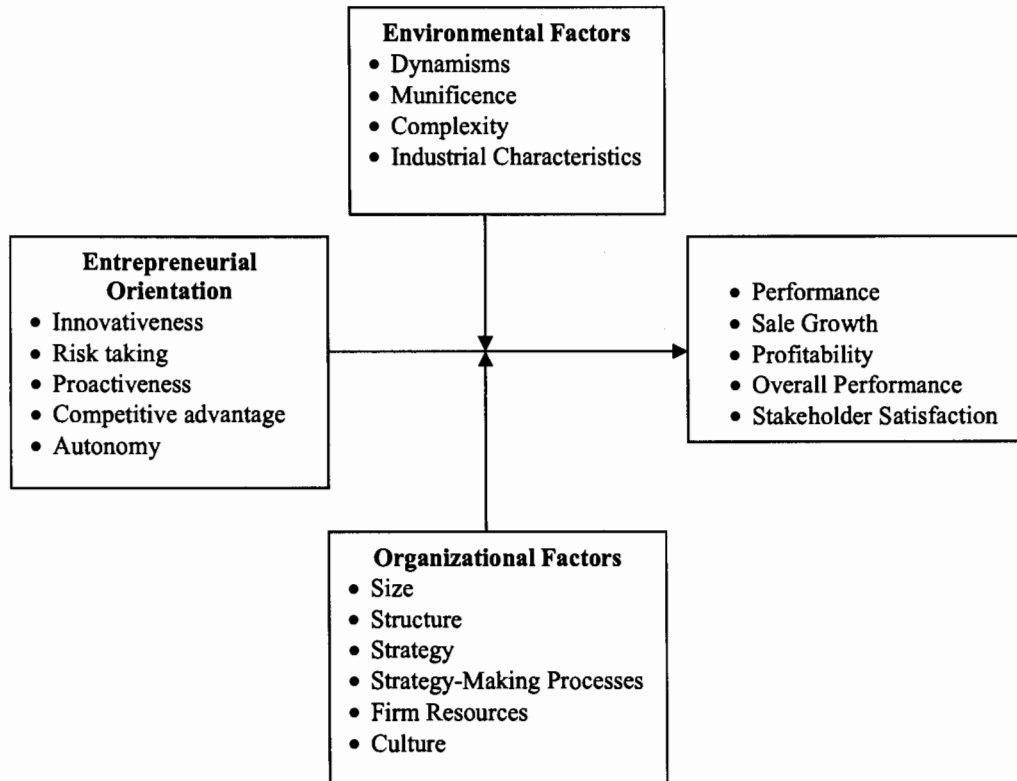 Environmental Factors
• Dynamisms
• Munificence
• Complexity
• Industrial Characteristics
Entrepreneurial
Orientation
• Innovativeness
• Risk taking
• Proactiveness
• Competitive advantage
• Autonomy
• Performance
• Sale Growth
• Profitability
• Overall Performance
• Stakeholder Satisfaction
Organizational Factors
• Size
• Structure
• Strategy
• Strategy-Making Processes
• Firm Resources
• Culture